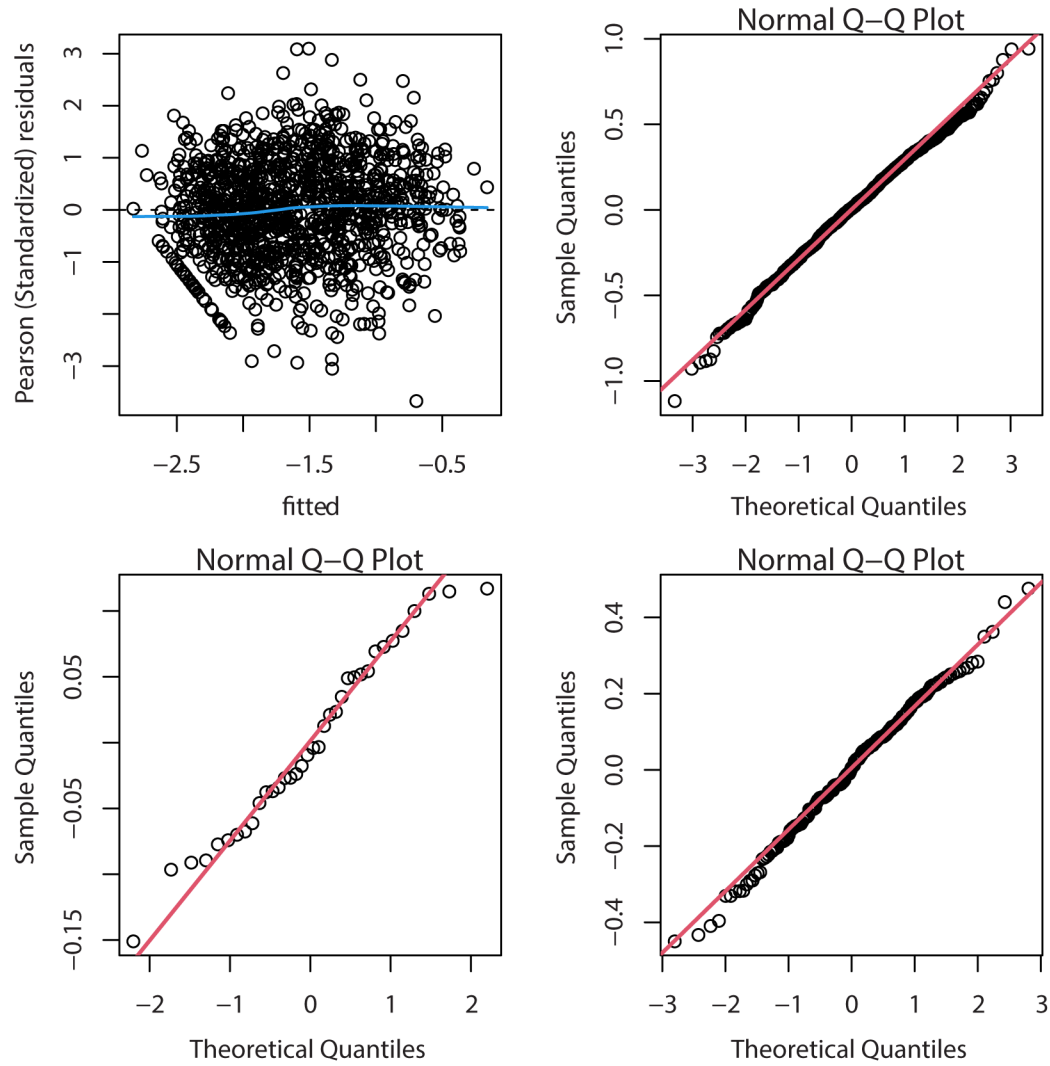 Pearson (Standardized) residuals
3
2
1
0
−1
−3
−2.5 −1.5 −0.5
fitted
Normal Q−Q Plot
Sample Quantiles
1.0
0.5
0.0
−0.5
−1.0
−3 −2 −1 0 1 2 3
Theoretical Quantiles
Normal Q−Q Plot
Sample Quantiles
0.05
−0.05
−0.15
−2 −1 0 1 2
Theoretical Quantiles
Normal Q−Q Plot
Sample Quantiles
0.4
0.2
0.0
−0.2
−0.4
−3 −2 −1 0 1 2 3
Theoretical Quantiles